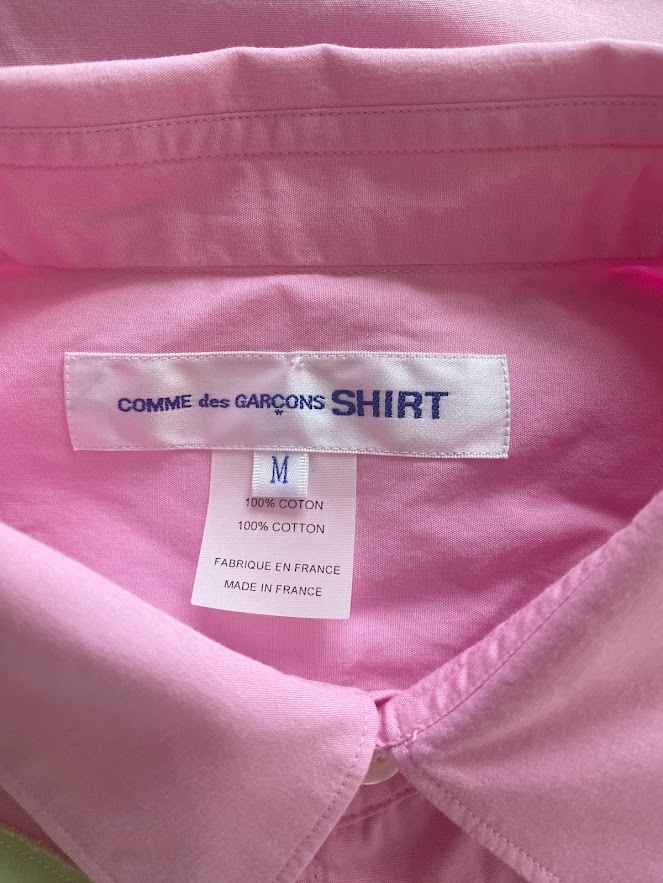 COMME des GARÇONS SHIRT
M
100% COTON
100% COTTON
FABRIQUE EN FRANCE
MADE IN FRANCE